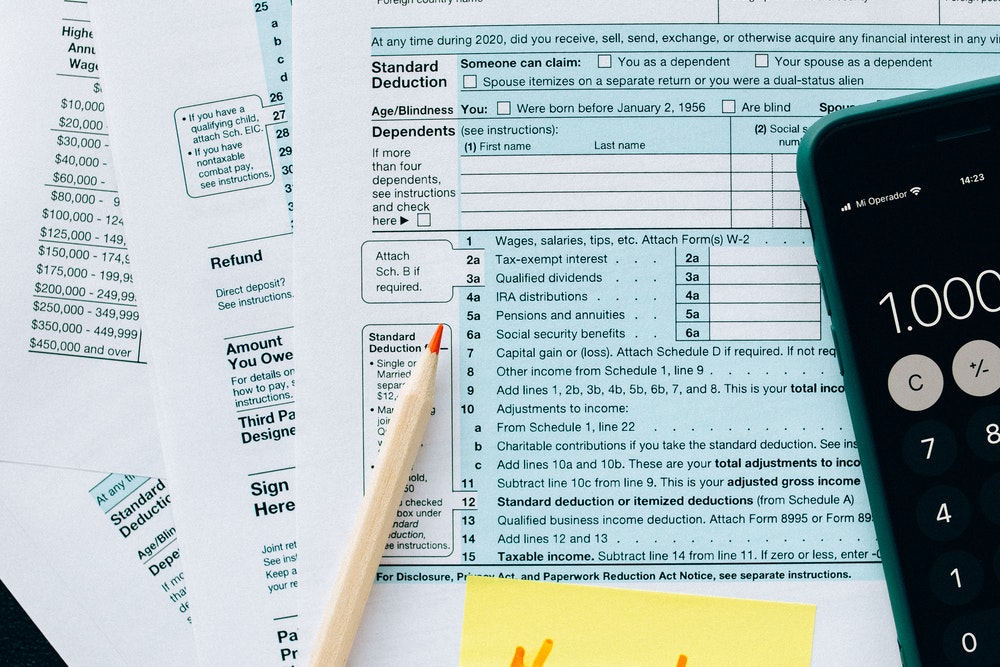 Highe
Annu
Wage
$10,000
$20,000
$30,000 -
$40,000 -
$60,000 -
$80,000 - 9
$100,000 - 124
$125,000 - 149,
$150,000 - 174,9
$175,000 - 199,99
$200,000 - 249,999
$250,000 - 349,999
$350,000 - 449,999
$450,000 and over
At any ti
Standard
Deductio
Age/Blin
Depe
If mo
tha
25
a
b
c
d
26
27
28
29
30
• If you have a
qualifying child,
attach Sch. EIC.
• If you have
nontaxable
combat pay,
see instructions.
Refund
Direct deposit?
See instructions.
Amount
You Owe
For details on
how to pay, s
instructions.
Third Pa
Designe
Sign
Here
Joint ret
See ins
Keep a
your re
Pa
Pr
Foreign country name
At any time during 2020, did you receive, sell, send, exchange, or otherwise acquire any financial interest in any vi
Standard
Deduction
Someone can claim: You as a dependent Your spouse as a dependent
Spouse itemizes on a separate return or you were a dual-status alien
Age/Blindness You: Were born before January 2, 1956 Are blind Spou
Dependents (see instructions):
(1) First name Last name
(2) Social s
num
If more
than four
dependents,
see instructions
and check
here ▶
1 Wages, salaries, tips, etc. Attach Form(s) W-2 . . .
Attach
Sch. B if
required.
2a Tax-exempt interest . . . 2a
3a Qualified dividends . . . 3a
4a IRA distributions . . . . 4a
5a Pensions and annuities . . 5a
6a Social security benefits . . 6a
Standard
Deduction f
• Single or
Married
separ
$12,
• Ma
join
Q
w
hold,
50
checked
box under
ndard
duction,
ee instructions.
7 Capital gain or (loss). Attach Schedule D if required. If not req
8 Other income from Schedule 1, line 9 . . . . . . . .
9 Add lines 1, 2b, 3b, 4b, 5b, 6b, 7, and 8. This is your total inco
10 Adjustments to income:
a From Schedule 1, line 22 . . . . . . . . .
b Charitable contributions if you take the standard deduction. See ins
c Add lines 10a and 10b. These are your total adjustments to inco
11 Subtract line 10c from line 9. This is your adjusted gross income
12 Standard deduction or itemized deductions (from Schedule A)
13 Qualified business income deduction. Attach Form 8995 or Form 89
14 Add lines 12 and 13 . . . . . . . . . .
15 Taxable income. Subtract line 14 from line 11. If zero or less, enter -0
For Disclosure, Privacy Act, and Paperwork Reduction Act Notice, see separate instructions.
Mi Operador 14:23
1.000
C +/-
7 8
4
1
0